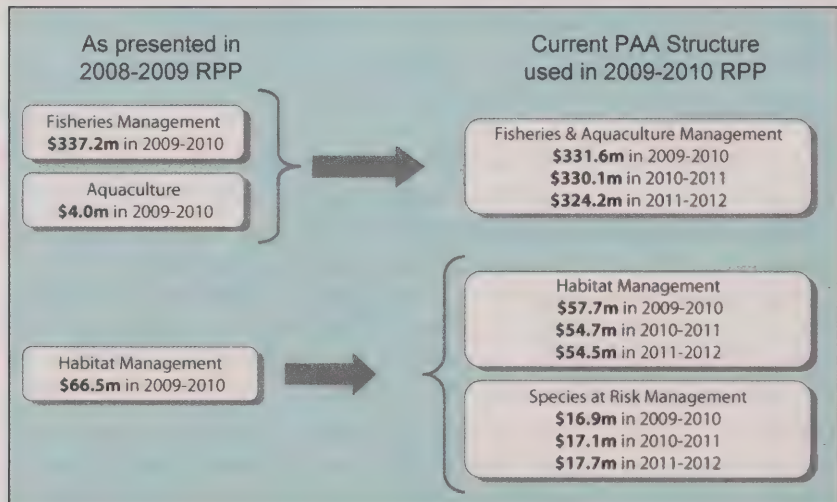 As presented in
2008-2009 RPP
Fisheries Management
$337.2m in 2009-2010
Aquaculture
$4.0m in 2009-2010
Habitat Management
$66.5m in 2009-2010
Current PAA Structure
used in 2009-2010 RPP
Fisheries & Aquaculture Management
$331.6m in 2009-2010
$330.1m in 2010-2011
$324.2m in 2011-2012
Habitat Management
$57.7m in 2009-2010
$54.7m in 2010-2011
$54.5m in 2011-2012
Species at Risk Management
$16.9m in 2009-2010
$17.1m in 2010-2011
$17.7m in 2011-2012